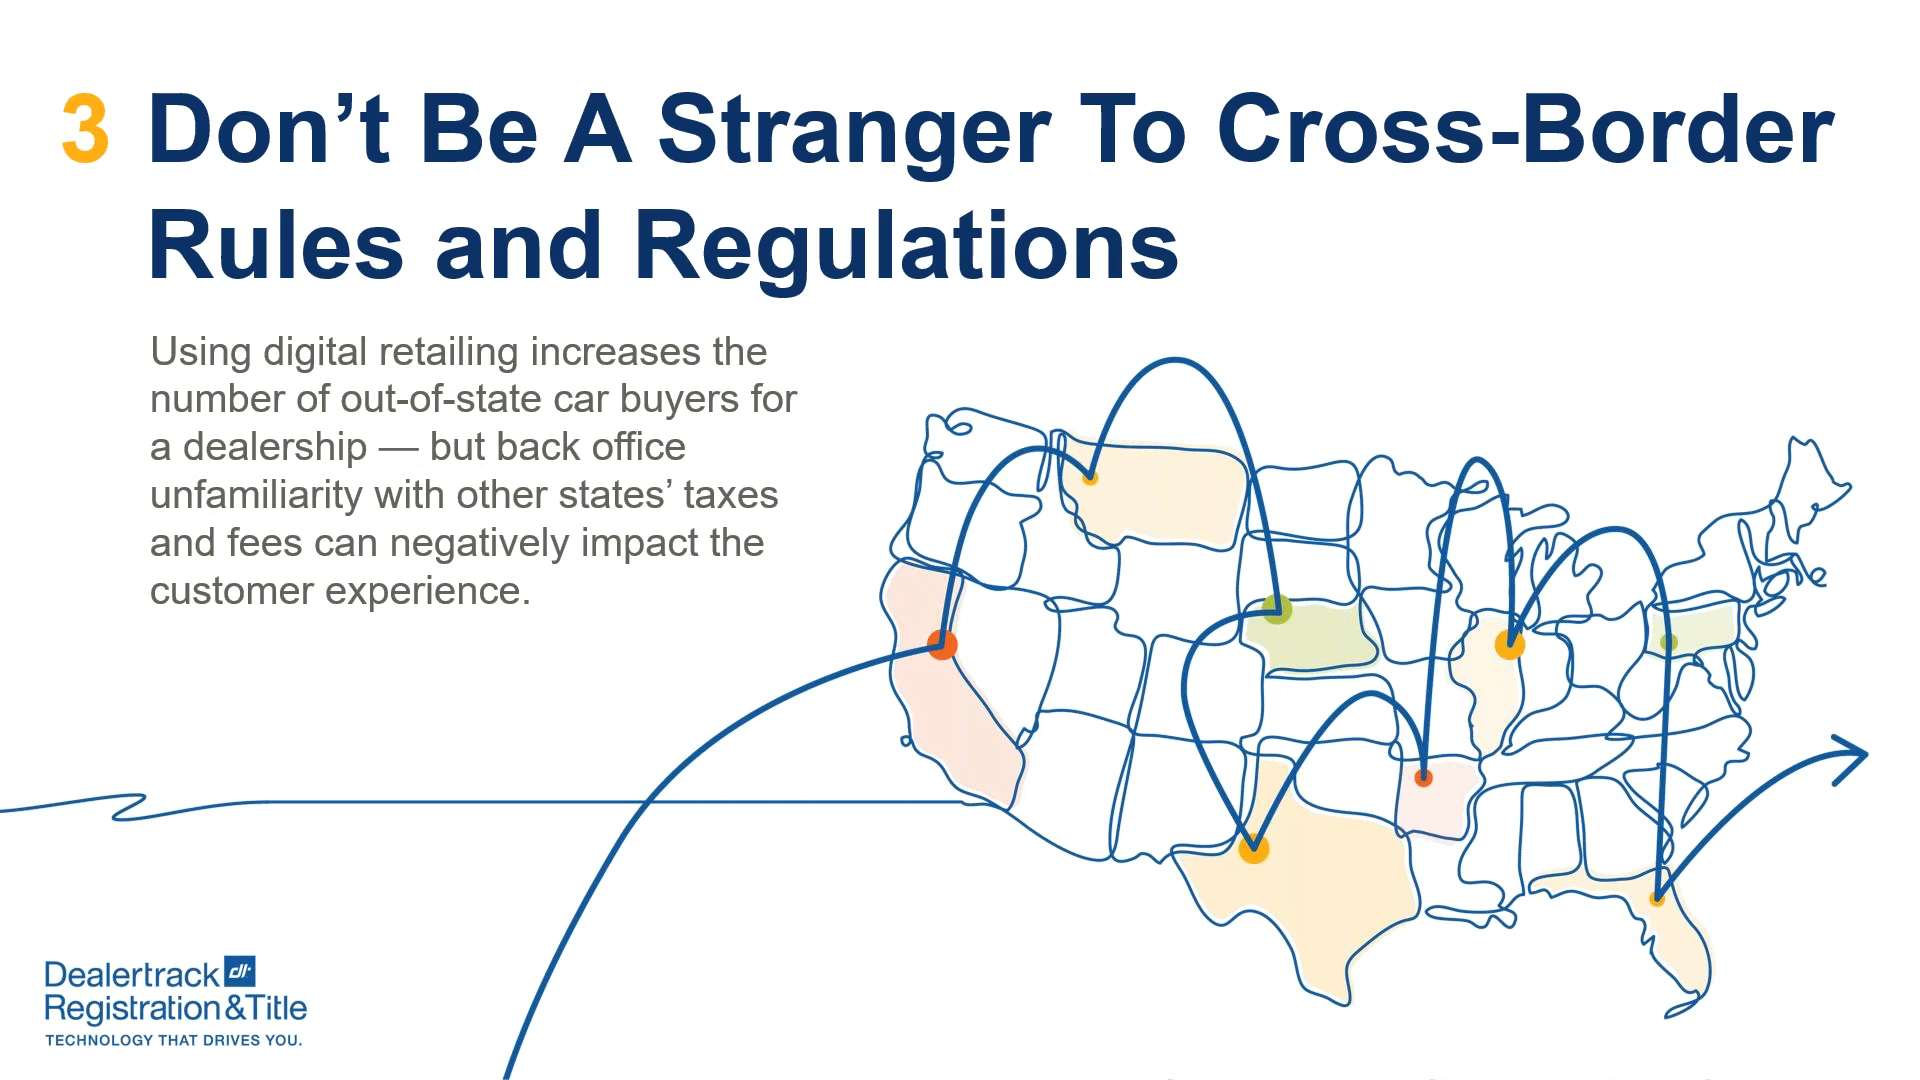 3 Don’t Be A Stranger To Cross-Border
Rules and Regulations
Using digital retailing increases the
number of out-of-state car buyers for
a dealership — but back office
unfamiliarity with other states’ taxes
and fees can negatively impact the
customer experience.
Dealertrack dt
Registration & Title
TECHNOLOGY THAT DRIVES YOU.